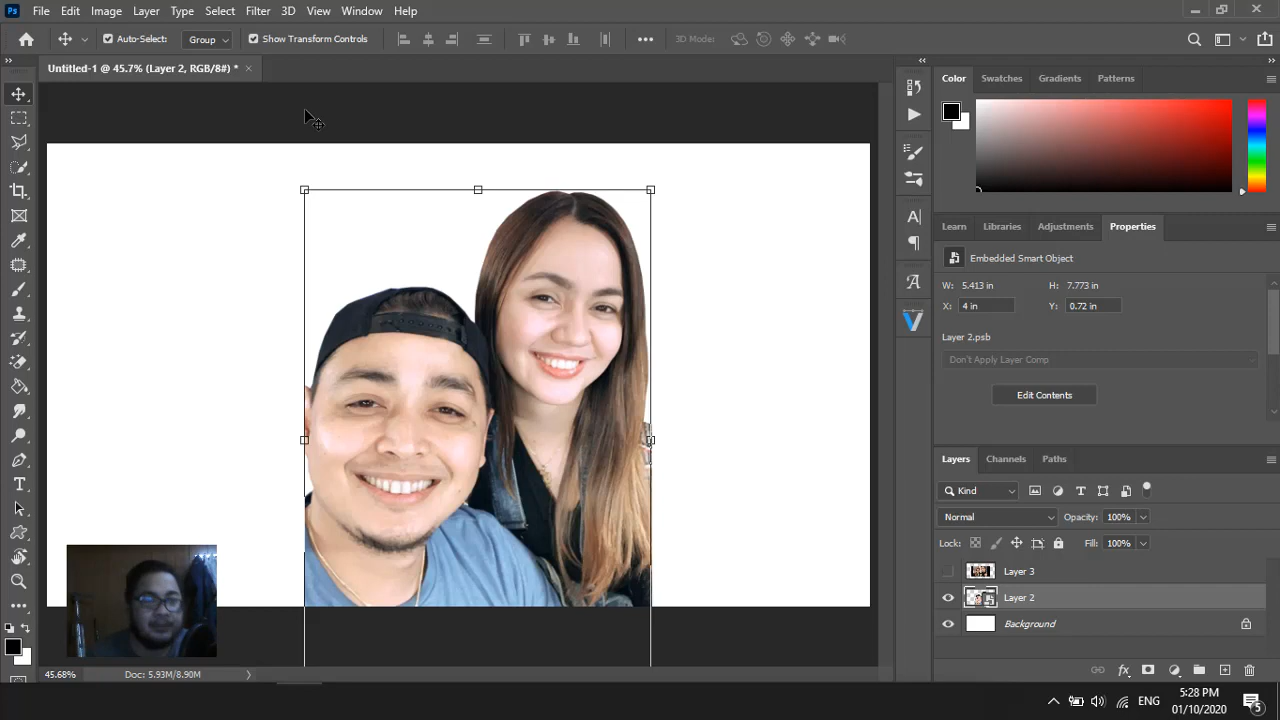 Ps File Edit Image Layer Type Select Filter 3D View Window Help
Auto-Select: Group Show Transform Controls 3D Mode:
Untitled-1 @ 45.7% (Layer 2, RGB/8#) *
Color Swatches Gradients Patterns
Learn Libraries Adjustments Properties
Embedded Smart Object
W: 5.413 in H: 7.773 in
X: 4 in Y: 0.72 in
Layer 2.psb
Don't Apply Layer Comp
Edit Contents
Layers Channels Paths
Kind
Normal Opacity: 100%
Lock: Fill: 100%
Layer 3
Layer 2
Background
45.68% Doc: 5.93M/8.90M
ENG
5:28 PM
01/10/2020
5